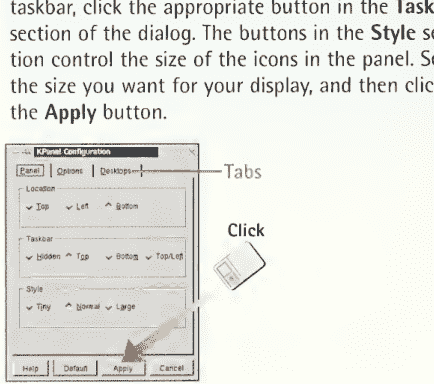 taskbar, click the appropriate button in the Task
section of the dialog. The buttons in the Style se
tion control the size of the icons in the panel. Se
the size you want for your display, and then clic
the Apply button.
KPanel Configuration
Panel Options Desktops
Tabs
Location
Top Left Bottom
Click
Taskbar
Hidden Top Bottom Top/Left
Style
Tiny Normal Large
Help Default Apply Cancel